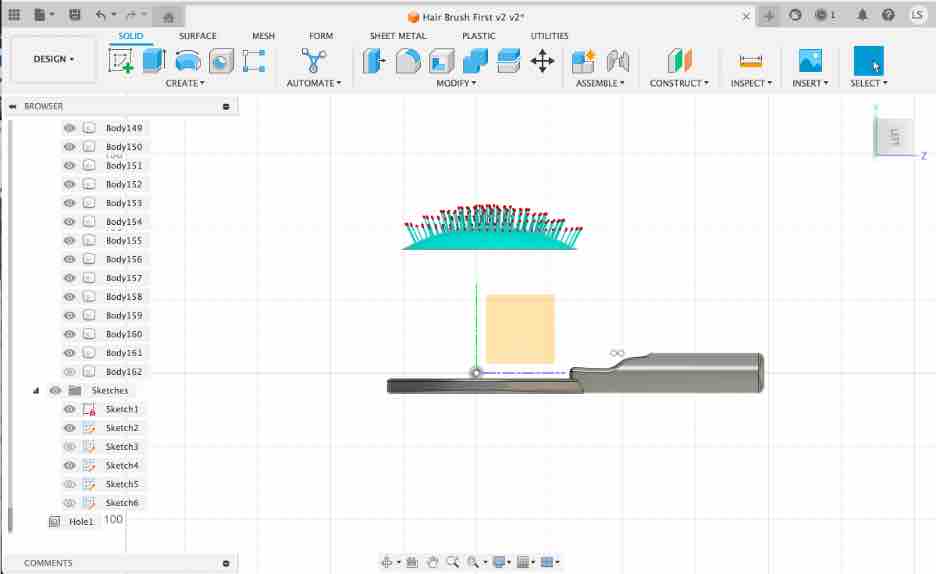 Hair Brush First v2 v2*
1
LS
DESIGN
SOLID SURFACE MESH FORM SHEET METAL PLASTIC UTILITIES
CREATE AUTOMATE MODIFY ASSEMBLE CONSTRUCT INSPECT INSERT SELECT
BROWSER
Body149
Body150
Body151
Body152
Body153
Body154
Body155
Body156
Body157
Body158
Body159
Body160
Body161
Body162
Sketches
Sketch1
Sketch2
Sketch3
Sketch4
Sketch5
Sketch6
Hole1
100
LEFT
Z
COMMENTS